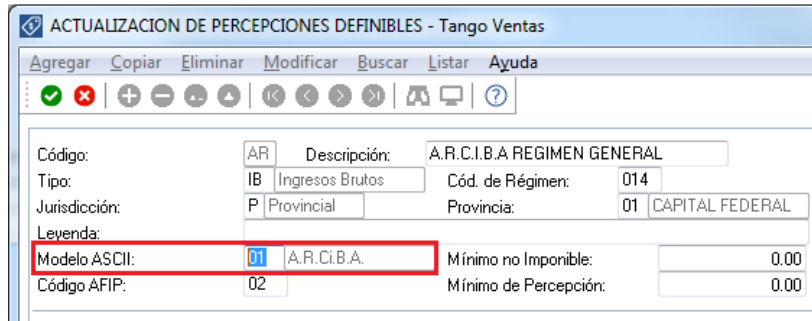 ACTUALIZACION DE PERCEPCIONES DEFINIBLES - Tango Ventas
Agregar Copiar Eliminar Modificar Buscar Listar Ayuda
Código: AR Descripción: A.R.C.I.B.A REGIMEN GENERAL
Tipo: IB Ingresos Brutos Cód. de Régimen: 014
Jurisdicción: P Provincial Provincia: 01 CAPITAL FEDERAL
Leyenda:
Modelo ASCII: 01 A.R.Ci.B.A. Mínimo no Imponible: 0.00
Código AFIP: 02 Mínimo de Percepción: 0.00